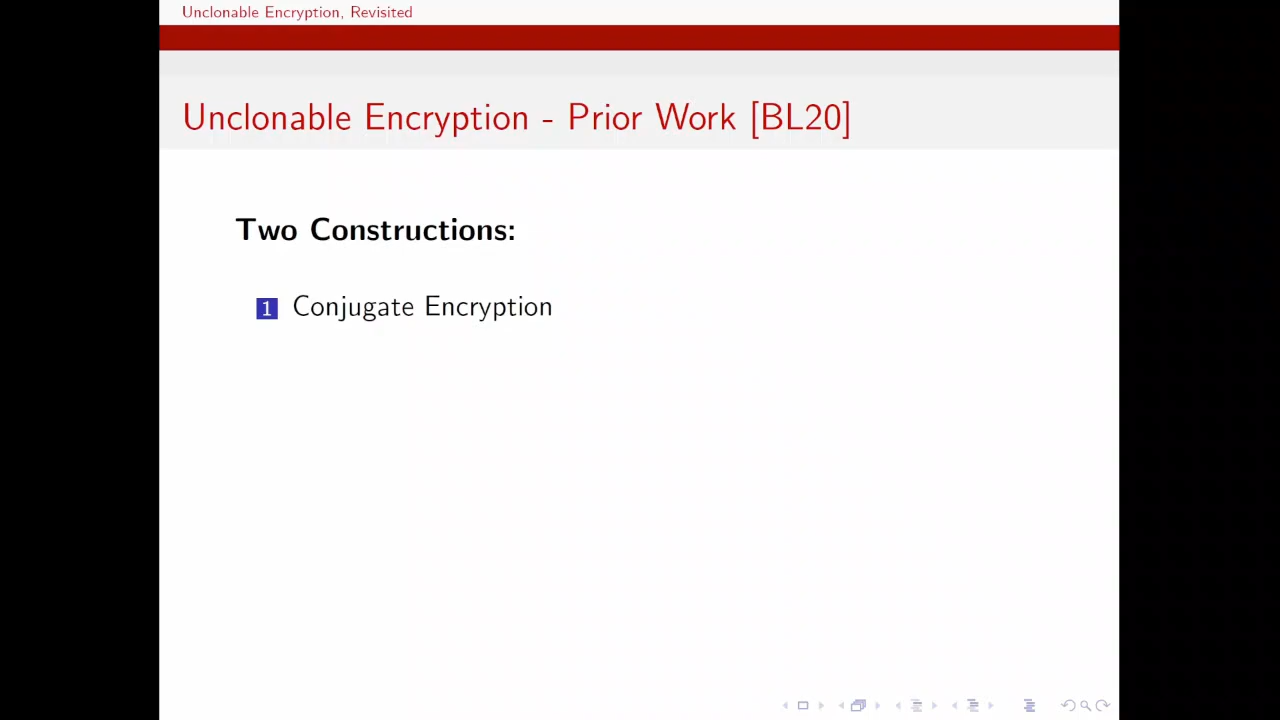 Unclonable Encryption, Revisited
Unclonable Encryption - Prior Work [BL20]
Two Constructions:
1 Conjugate Encryption